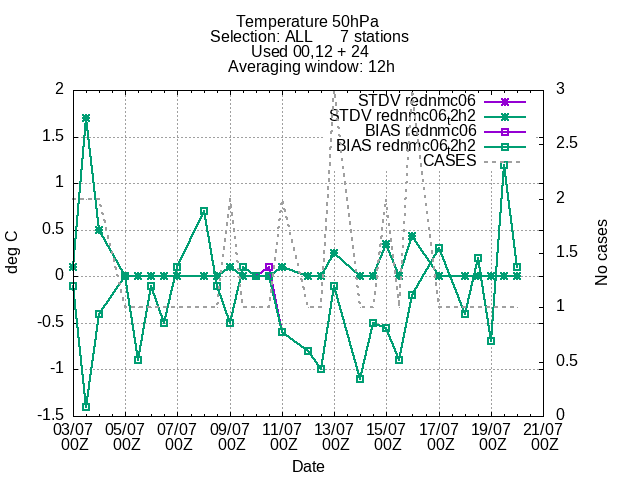 Temperature 50hPa
Selection: ALL 7 stations
Used 00,12 + 24
Averaging window: 12h
STDV rednmc06
STDV rednmc06,2h2
BIAS rednmc06
BIAS rednmc06,2h2
CASES
2
1.5
1
0.5
0
-0.5
-1
-1.5
deg C
3
2.5
2
1.5
1
0.5
0
No cases
03/07 05/07 07/07 09/07 11/07 13/07 15/07 17/07 19/07 21/07
00Z 00Z 00Z 00Z 00Z 00Z 00Z 00Z 00Z 00Z
Date